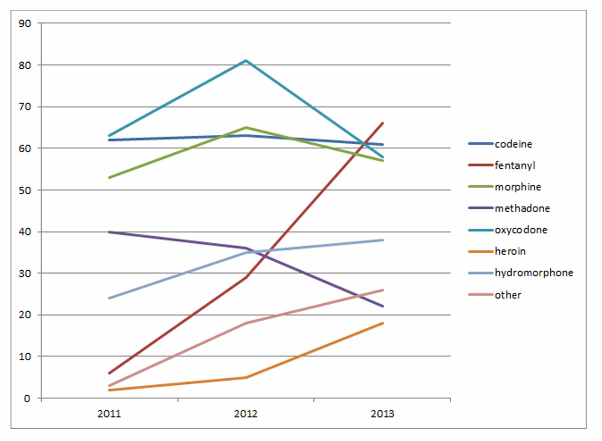 90
80
70
60
50
40
30
20
10
0
2011 2012 2013
codeine
fentanyl
morphine
methadone
oxycodone
heroin
hydromorphone
other